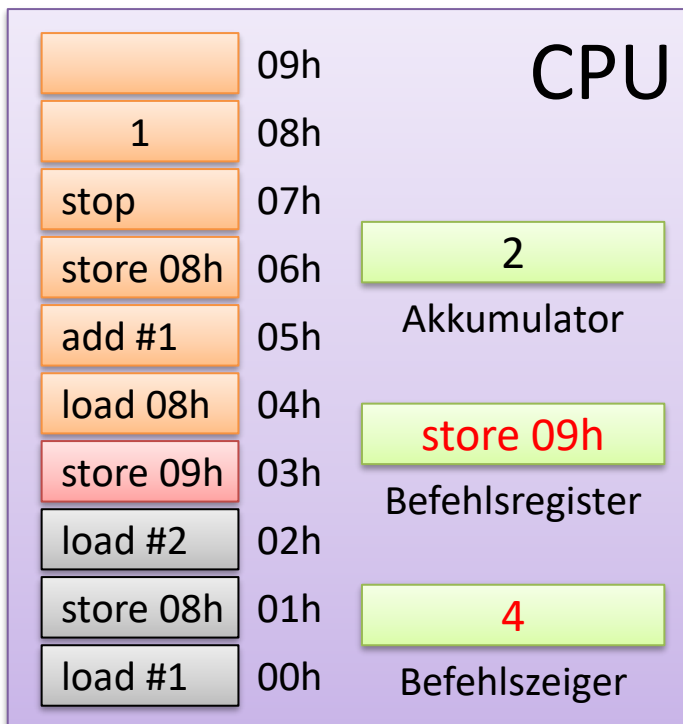 CPU
09h
1 08h
stop 07h
store 08h 06h
add #1 05h
load 08h 04h
store 09h 03h
load #2 02h
store 08h 01h
load #1 00h
2
Akkumulator
store 09h
Befehlsregister
4
Befehlszeiger